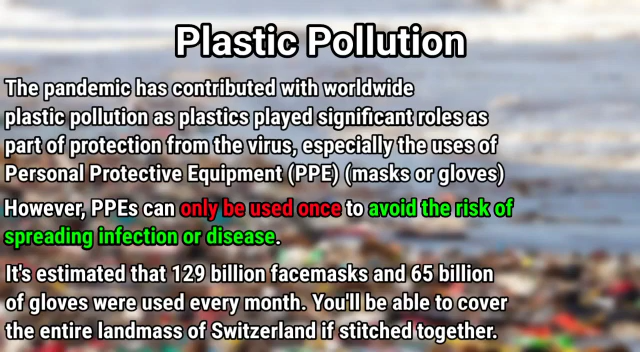 Plastic Pollution
The pandemic has contributed with worldwide
plastic pollution as plastics played significant roles as
part of protection from the virus, especially the uses of
Personal Protective Equipment (PPE) (masks or gloves)
However, PPEs can only be used once to avoid the risk of
spreading infection or disease.
It's estimated that 129 billion facemasks and 65 billion
of gloves were used every month. You'll be able to cover
the entire landmass of Switzerland if stitched together.